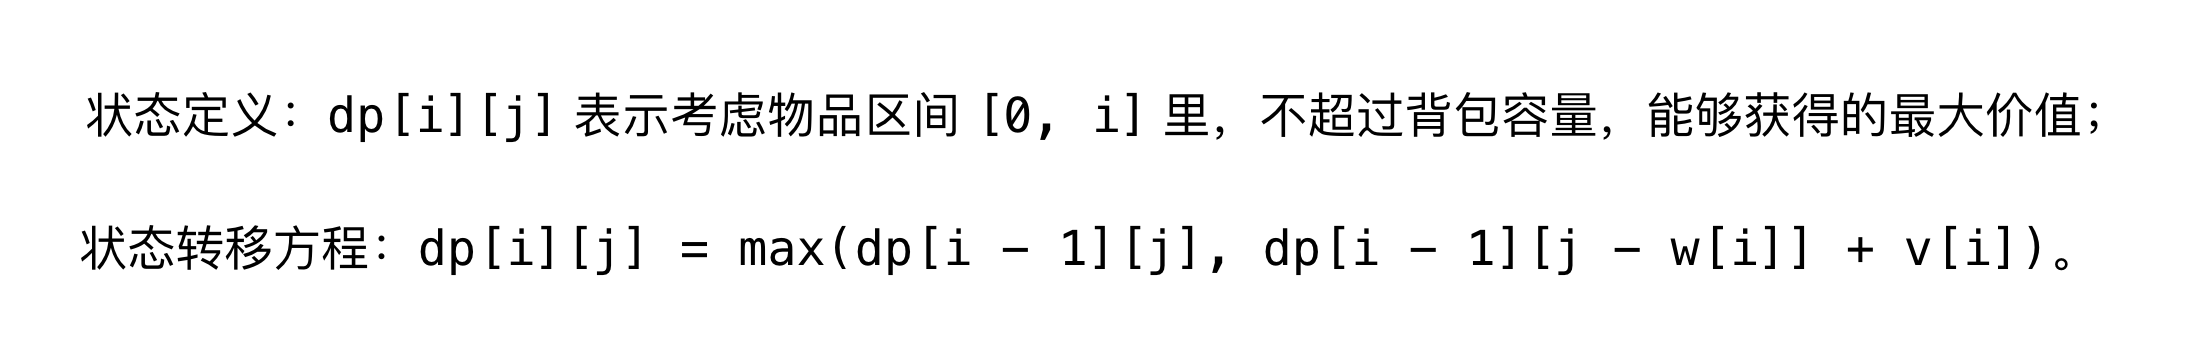 状态定义：dp[i][j] 表示考虑物品区间 [0, i] 里，不超过背包容量，能够获得的最大价值；
状态转移方程：dp[i][j] = max(dp[i − 1][j], dp[i − 1][j − w[i]] + v[i])。